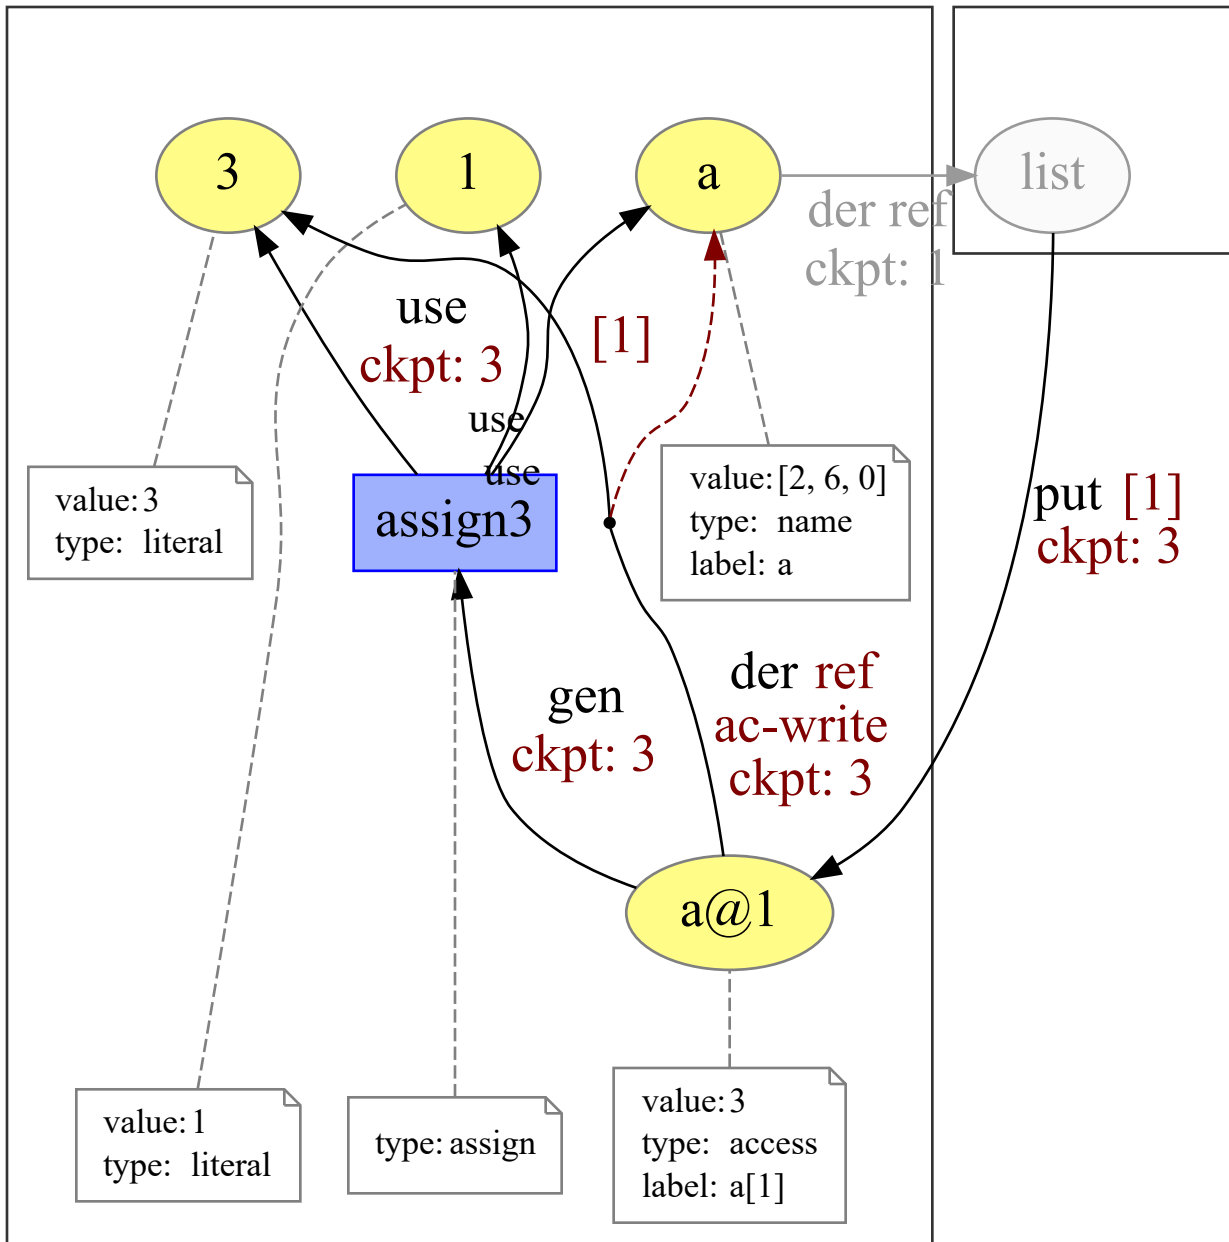 3
1
a
list
der ref
ckpt: 1
use
ckpt: 3
[1]
use
use
assign3
value: 3
type: literal
value: [2, 6, 0]
type: name
label: a
put [1]
ckpt: 3
gen
ckpt: 3
der ref
ac-write
ckpt: 3
a@1
value: 1
type: literal
type: assign
value: 3
type: access
label: a[1]